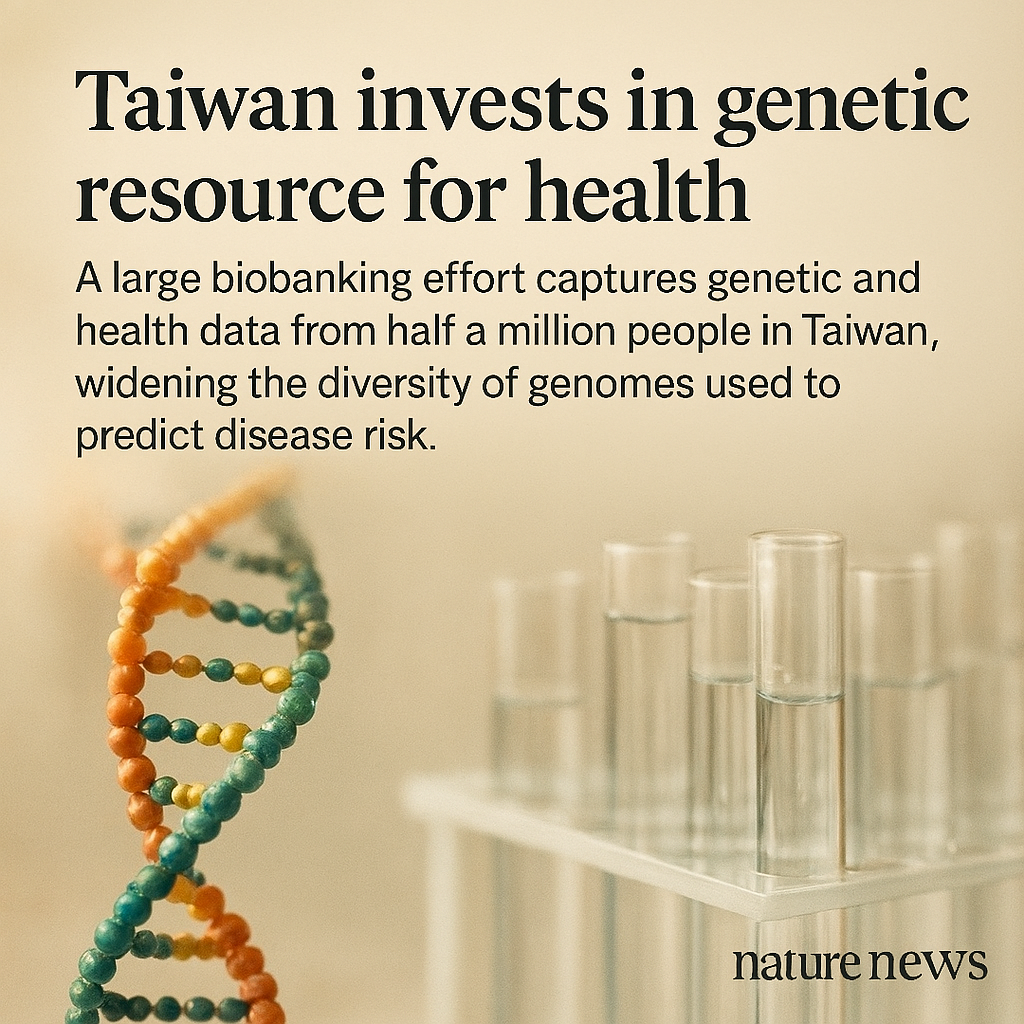 Taiwan invests in genetic
resource for health
A large biobanking effort captures genetic and
health data from half a million people in Taiwan,
widening the diversity of genomes used to
predict disease risk.
nature news